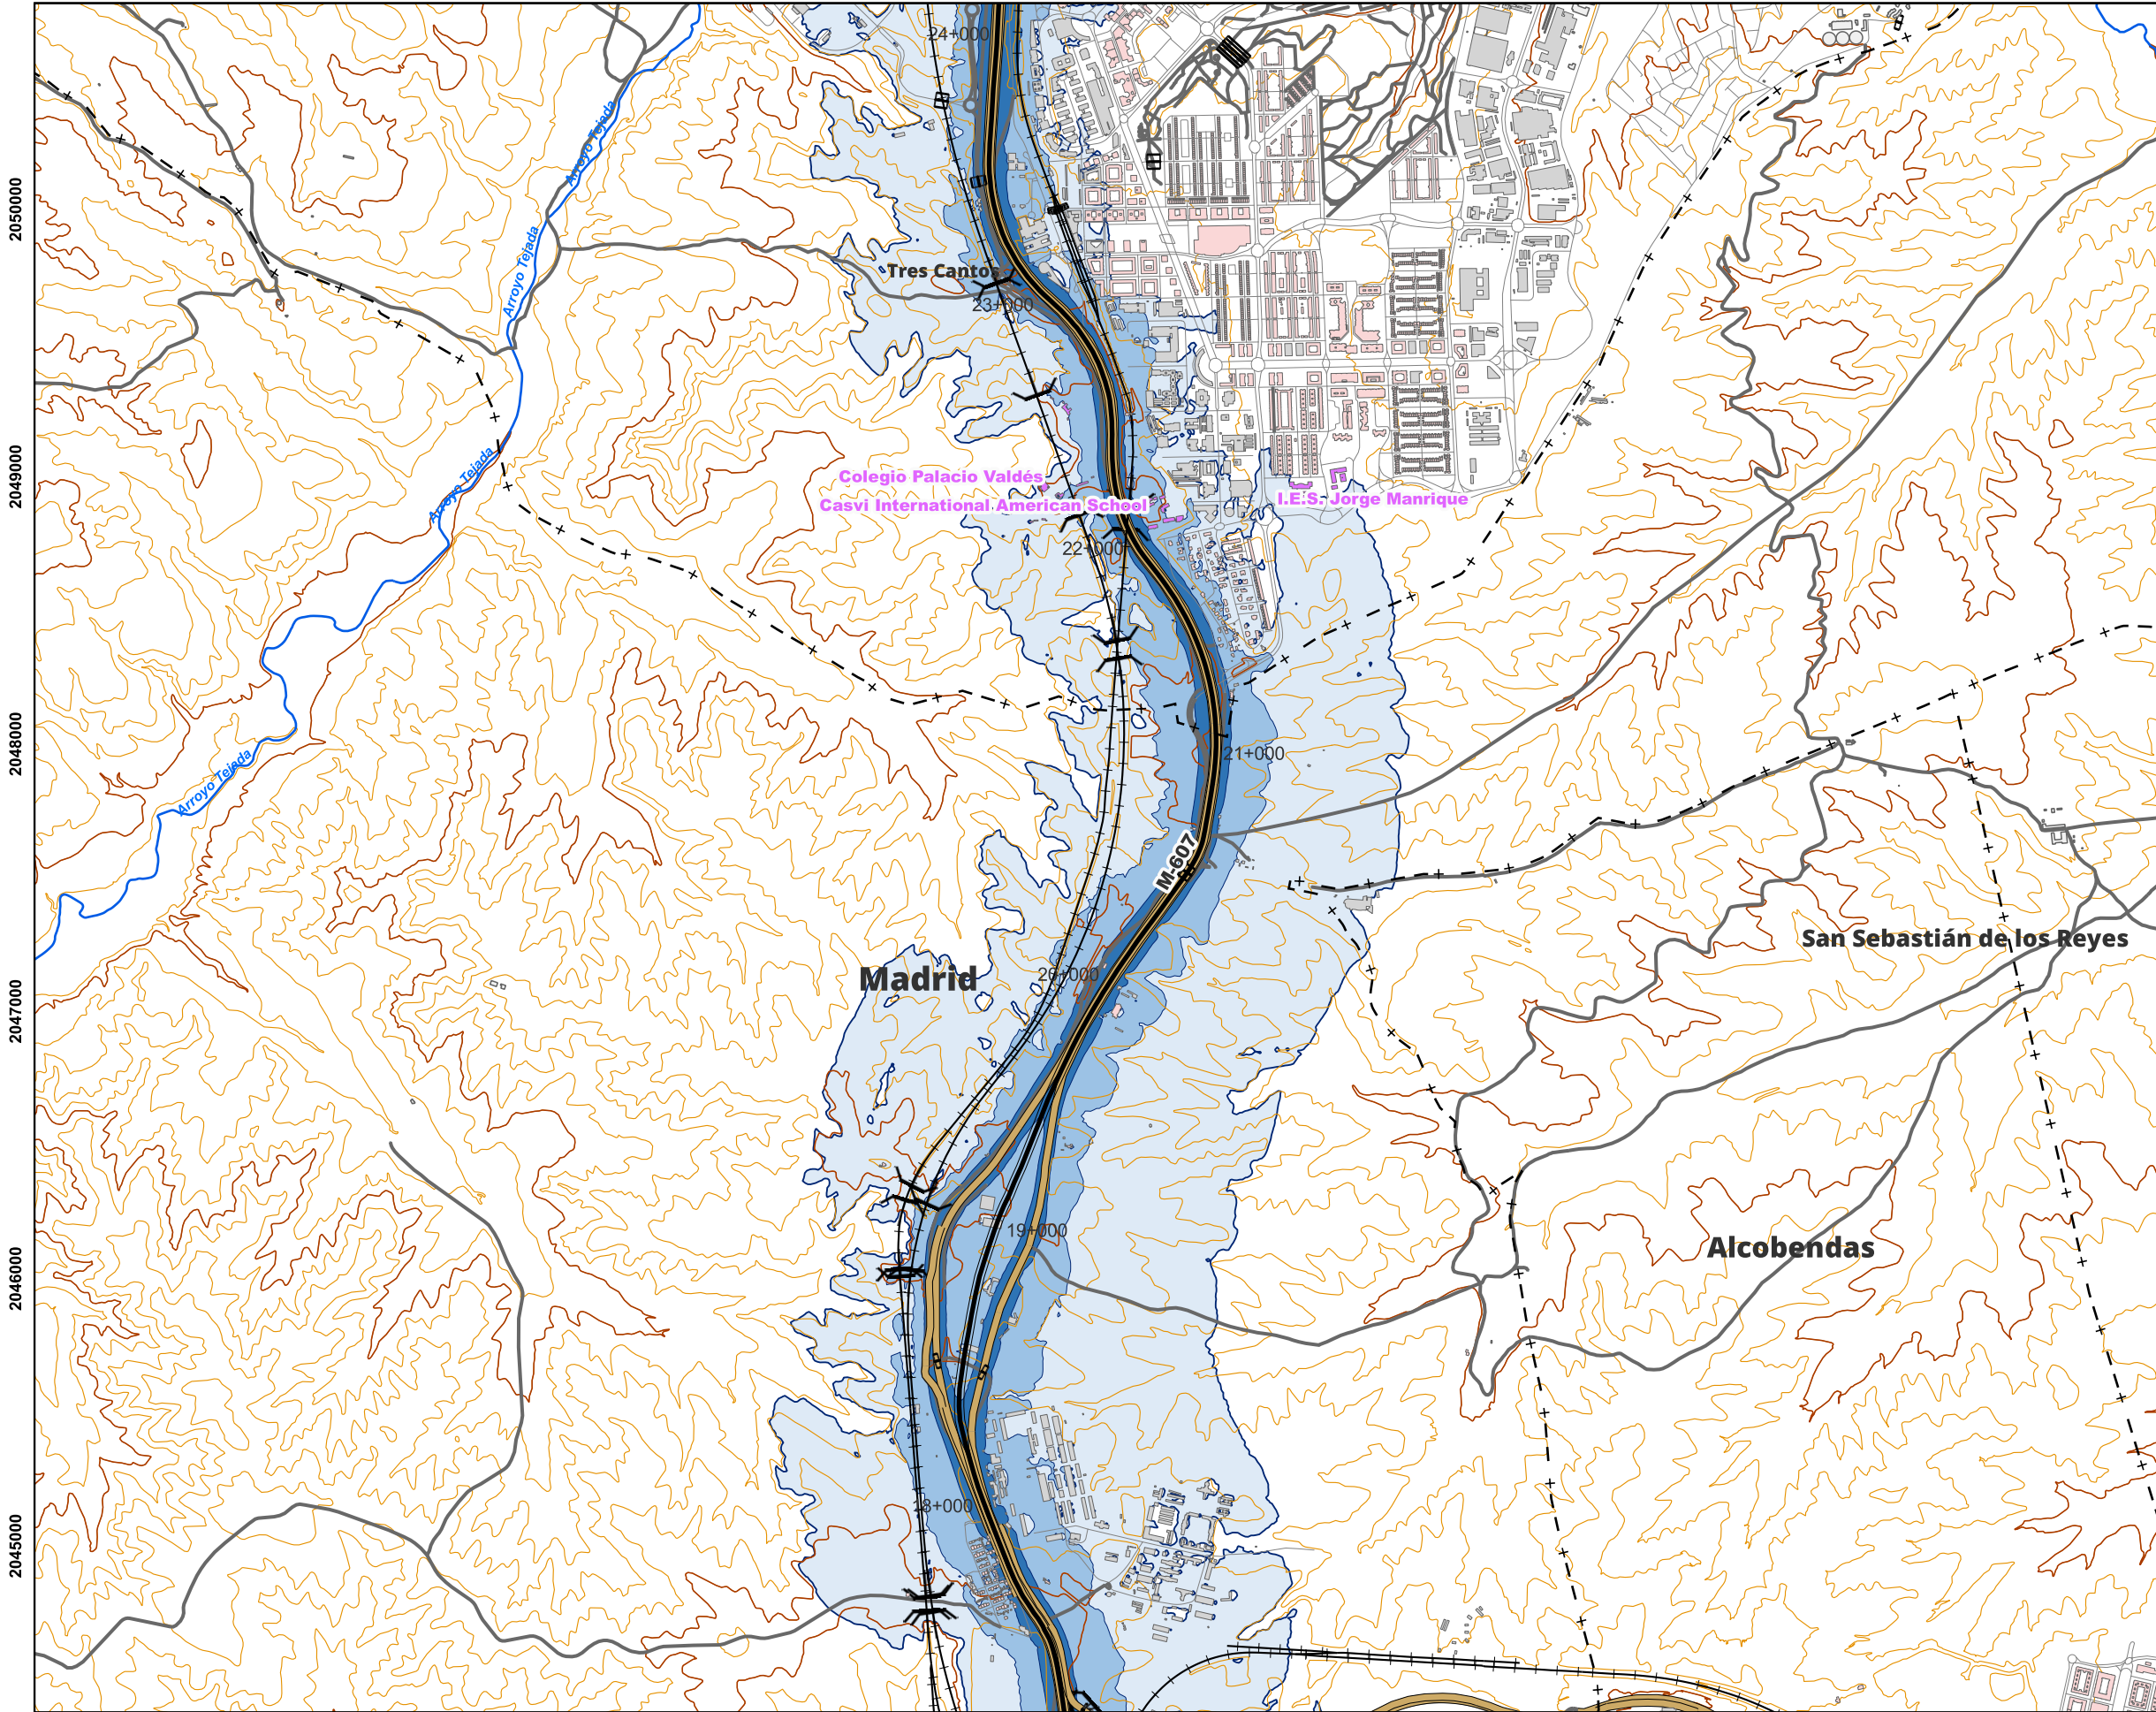 24+000
Arroyo Tejada
2050000
Arroyo Tejada
Tres Cantos
23+000
2049000
Arroyo Tejada
Colegio Palacio Valdés
Casvi International American School
I.E.S. Jorge Manrique
22+000
2048000
21+000
Arroyo Tejada
M-607
San Sebastián de los Reyes
Madrid
20+000
2047000
19+000
Alcobendas
2046000
18+000
2045000